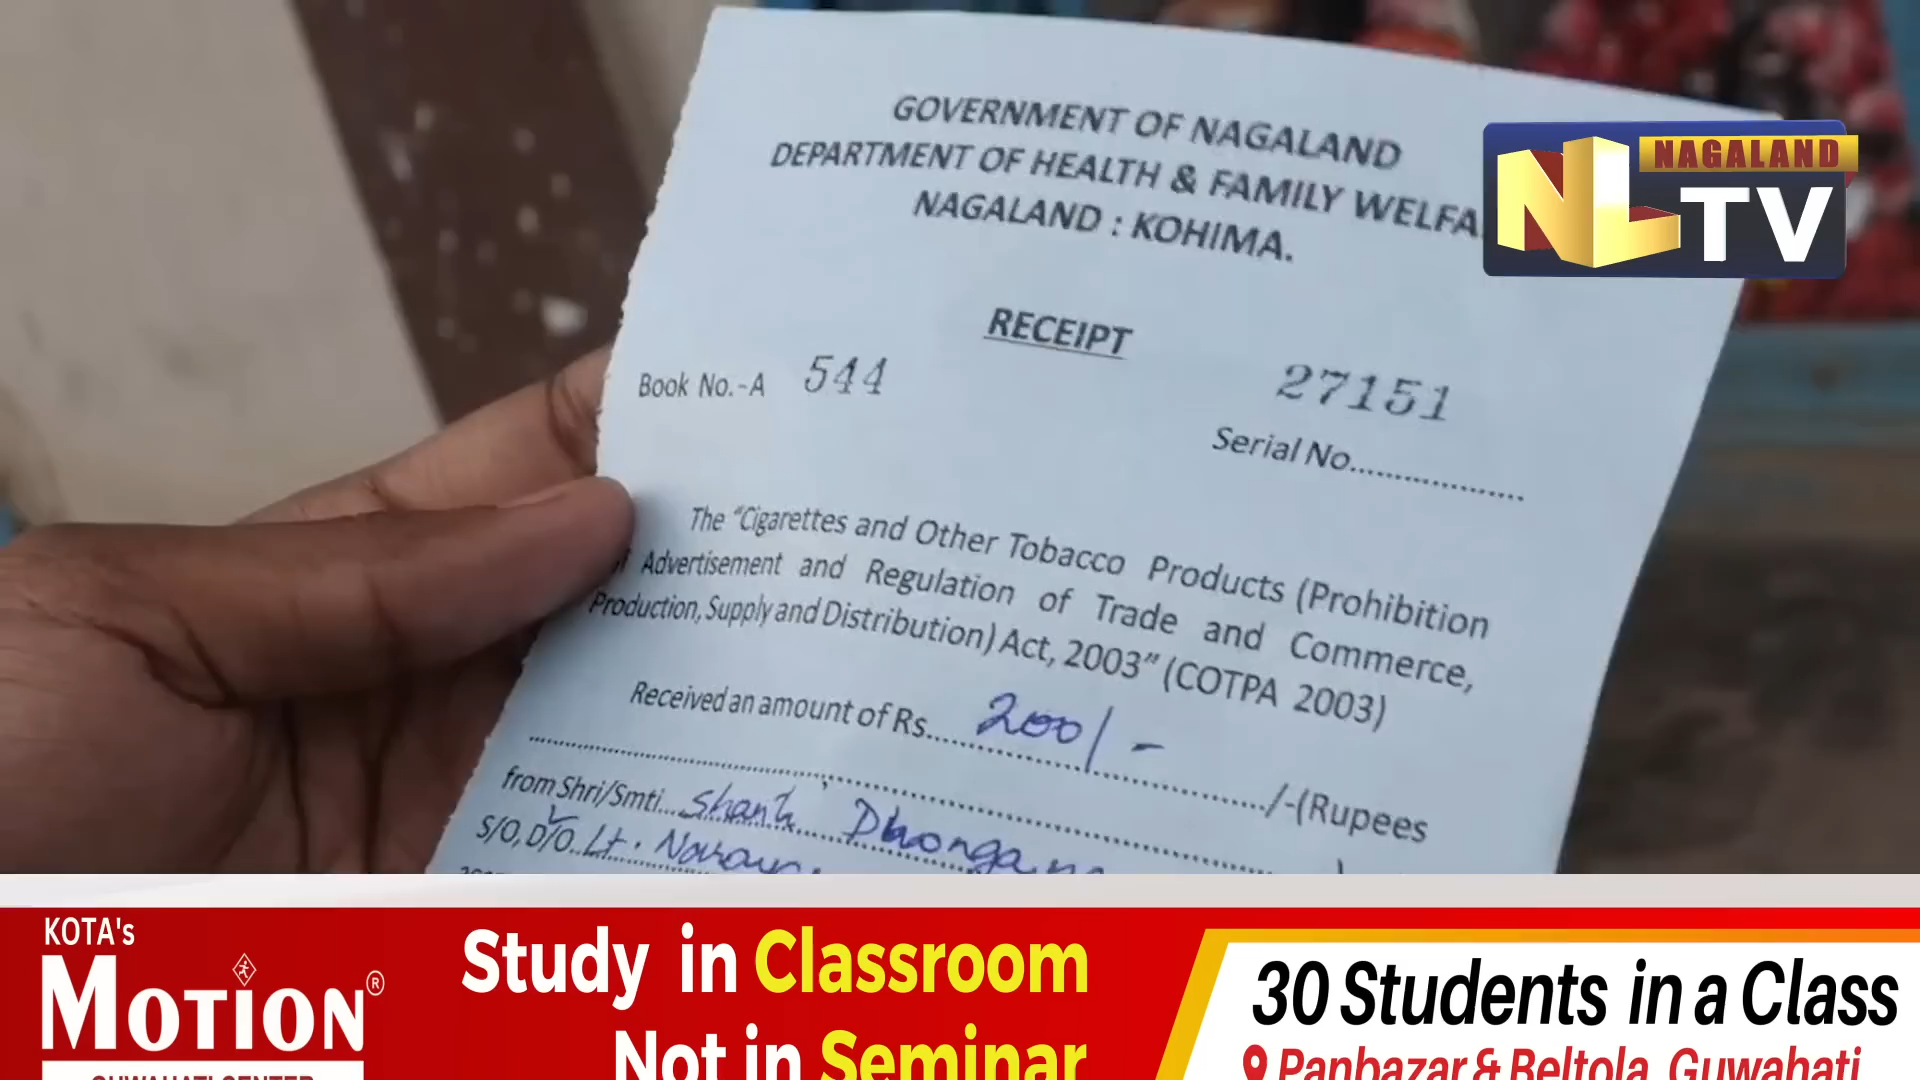 GOVERNMENT OF NAGALAND
DEPARTMENT OF HEALTH & FAMILY WELFA
NAGALAND : KOHIMA.
NAGALAND
NL TV
RECEIPT
Book No.-A 544
27151
Serial No..................
The "Cigarettes and Other Tobacco Products (Prohibition
Advertisement and Regulation of Trade and Commerce,
Production, Supply and Distribution) Act, 2003" (COTPA 2003)
Received an amount of Rs. 200/- /-(Rupees
from Shri/Smti...
S/O, D/O.. Lt.
KOTA's
MOTION®
GUWAHATI CENTER
Study in Classroom
Not in Seminar
30 Students in a Class
Panbazar & Beltola, Guwahati